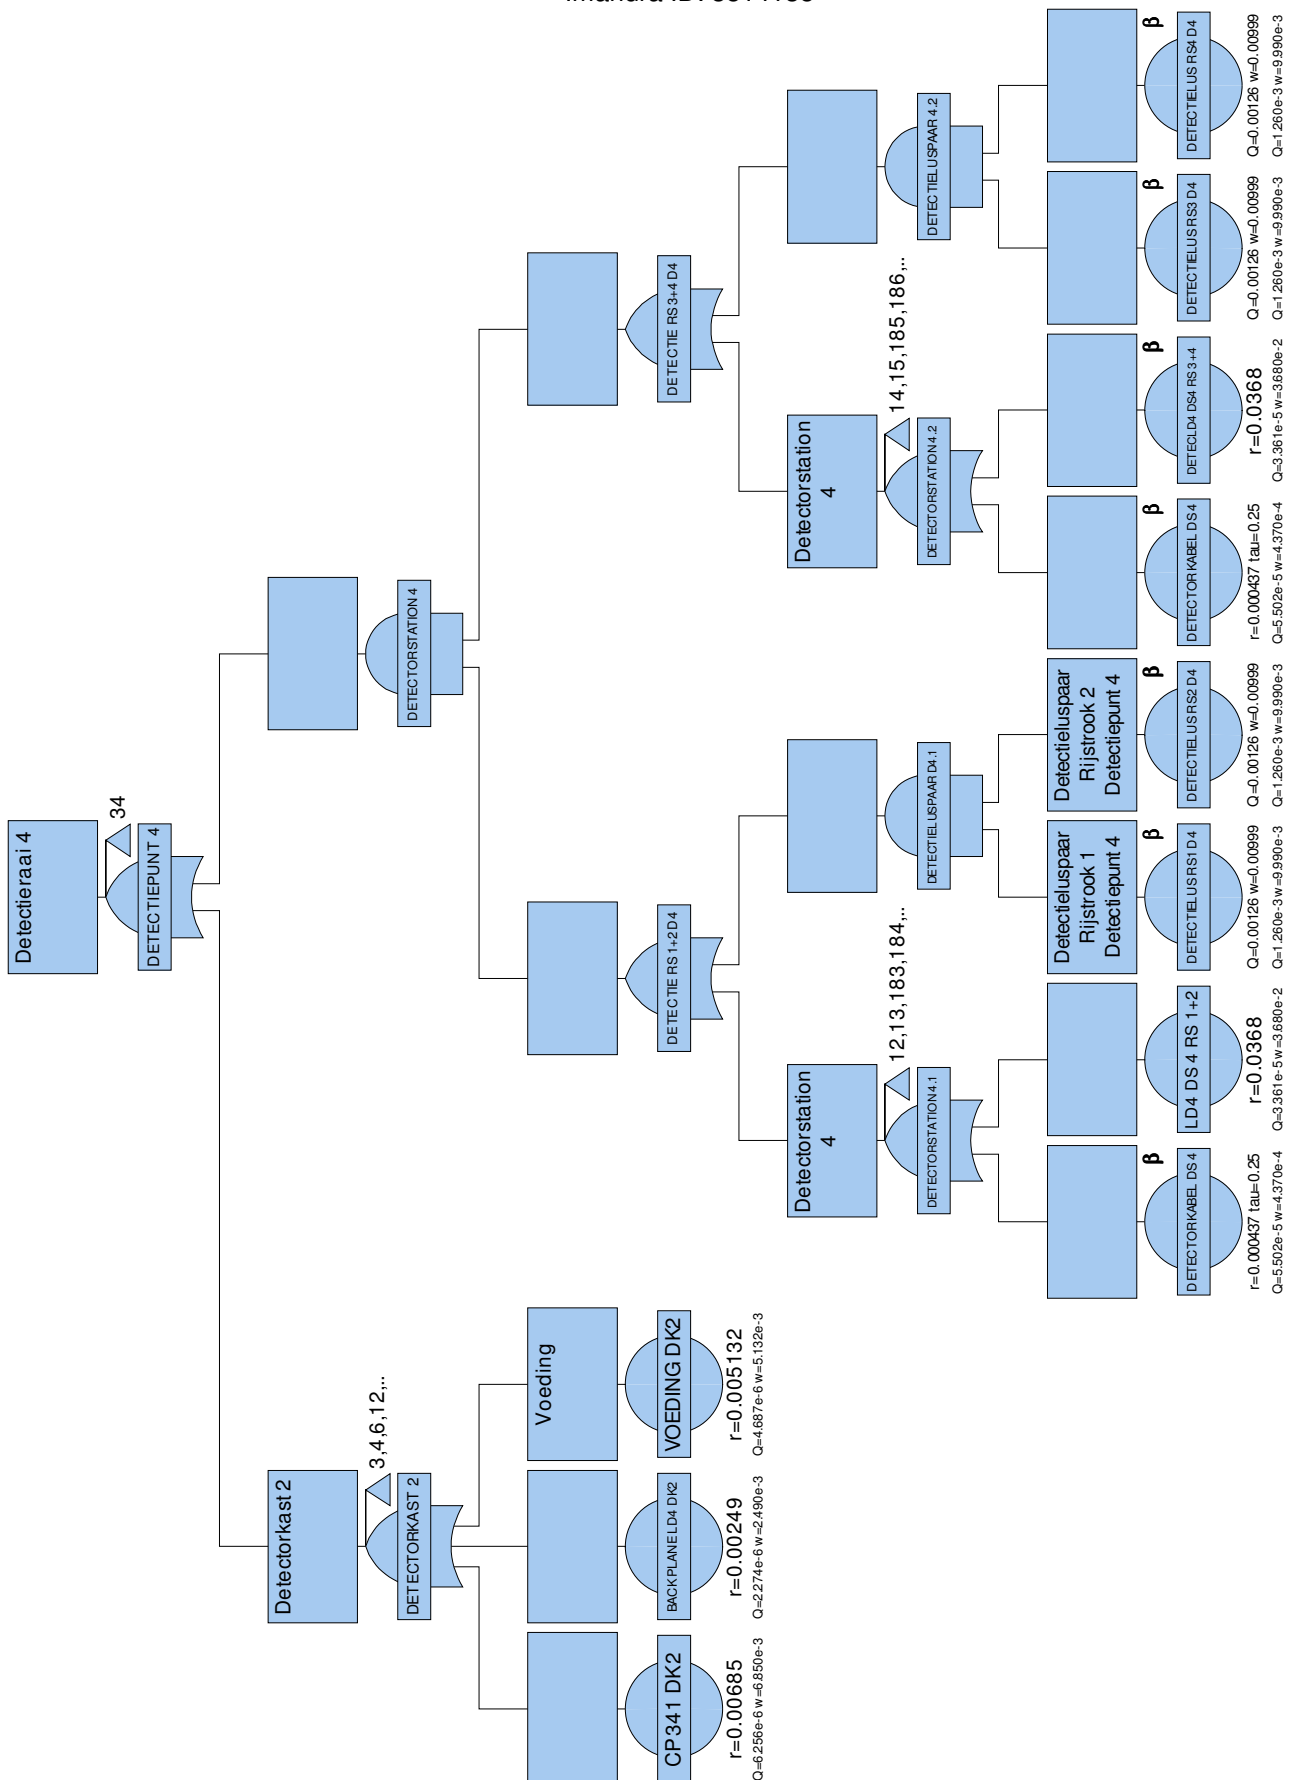 Detectieraai 4
34
DETECTIEPUNT 4
Detectorkast 2
3,4,6,12,..
DETECTORKAST 2
DETECTORSTATION 4
Voeding
CP341 DK2
r=0.00685
Q=6.256e-6 w=6.850e-3
BACKPLANE LD4 DK2
r=0.00249
Q=2.274e-6 w=2.490e-3
VOEDING DK2
r=0.005132
Q=4.687e-6 w=5.132e-3
DETECTIE RS 1+2 D4
DETECTIE RS 3+4 D4
Detectorstation
4
12,13,183,184,..
DETECTORSTATION 4.1
DETECTIELUSPAAR D4.1
Detectorstation
4
14,15,185,186,..
DETECTORSTATION 4.2
DETECTIELUSPAAR 4.2
β
DETECTORKABEL DS 4
r=0.000437 tau=0.25
Q=5.502e-5 w=4.370e-4
LD4 DS 4 RS 1+2
r=0.0368
Q=3.361e-5 w=3.680e-2
Detectieluspaar
Rijstrook 1
Detectiepunt 4
β
DETECTIELUS RS1 D4
Q=0.00126 w=0.00999
Q=1.260e-3 w=9.990e-3
Detectieluspaar
Rijstrook 2
Detectiepunt 4
β
DETECTIELUS RS2 D4
Q=0.00126 w=0.00999
Q=1.260e-3 w=9.990e-3
β
DETECTORKABEL DS4
r=0.000437 tau=0.25
Q=5.502e-5 w=4.370e-4
β
DETECLD4 DS4 RS 3+4
r=0.0368
Q=3.361e-5 w=3.680e-2
β
DETECTIELUS RS3 D4
Q=0.00126 w=0.00999
Q=1.260e-3 w=9.990e-3
β
DETECTIELUS RS4 D4
Q=0.00126 w=0.00999
Q=1.260e-3 w=9.990e-3